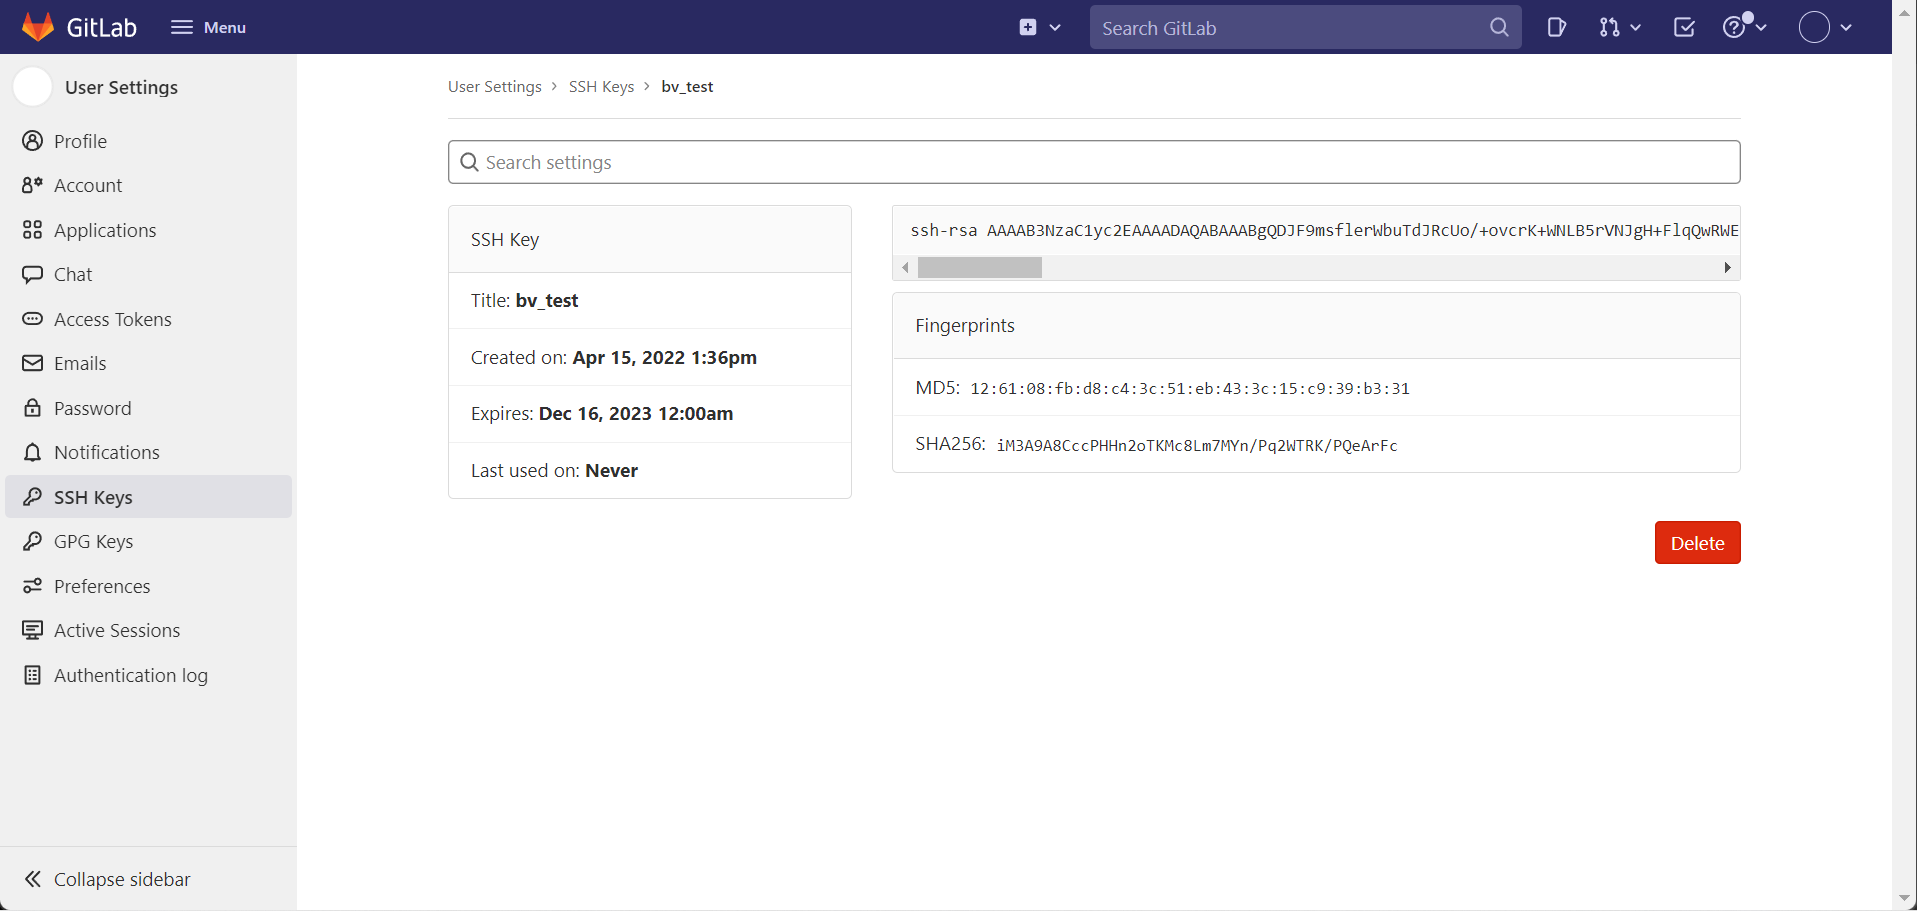 GitLab
Menu
Search GitLab
User Settings
Profile
Account
Applications
Chat
Access Tokens
Emails
Password
Notifications
SSH Keys
GPG Keys
Preferences
Active Sessions
Authentication log
Collapse sidebar
User Settings > SSH Keys > bv_test
Search settings
SSH Key
Title: bv_test
Created on: Apr 15, 2022 1:36pm
Expires: Dec 16, 2023 12:00am
Last used on: Never
ssh-rsa AAAAB3NzaC1yc2EAAAADAQABAAABgQDJF9msflerWbuTdJRcUo/+ovcrK+WNLB5rVNJgH+FlqQwRWE
Fingerprints
MD5: 12:61:08:fb:d8:c4:3c:51:eb:43:3c:15:c9:39:b3:31
SHA256: iM3A9A8CccPHHn2oTKMc8Lm7MYn/Pq2WTRK/PQeArFc
Delete